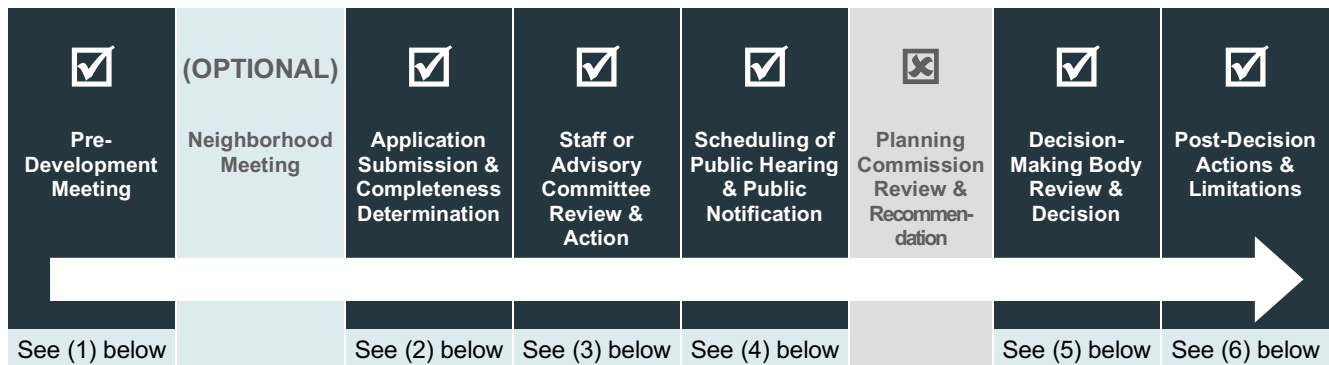 Pre-
Development
Meeting
(OPTIONAL)
Neighborhood
Meeting
Application
Submission &
Completeness
Determination
Staff or
Advisory
Committee
Review &
Action
Scheduling of
Public Hearing
& Public
Notification
Planning
Commission
Review &
Recommen-
dation
Decision-
Making Body
Review &
Decision
Post-Decision
Actions &
Limitations
See (1) below
See (2) below
See (3) below
See (4) below
See (5) below
See (6) below